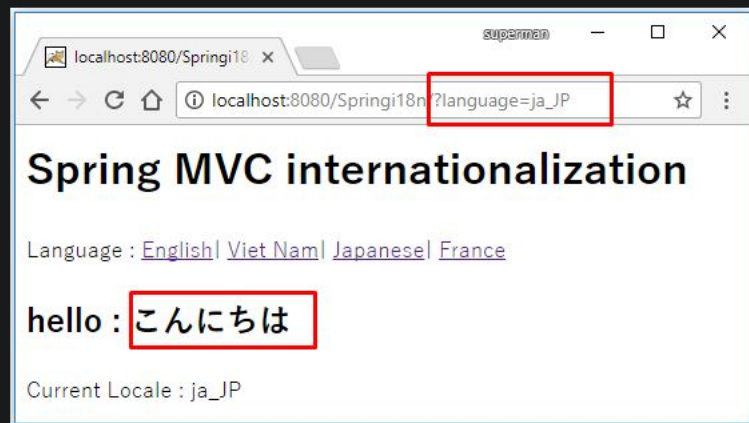 superman
localhost:8080/Springi18
localhost:8080/Springi18n/?language=ja_JP
Spring MVC internationalization
Language : English| Viet Nam| Japanese| France
hello : こんにちは
Current Locale : ja_JP